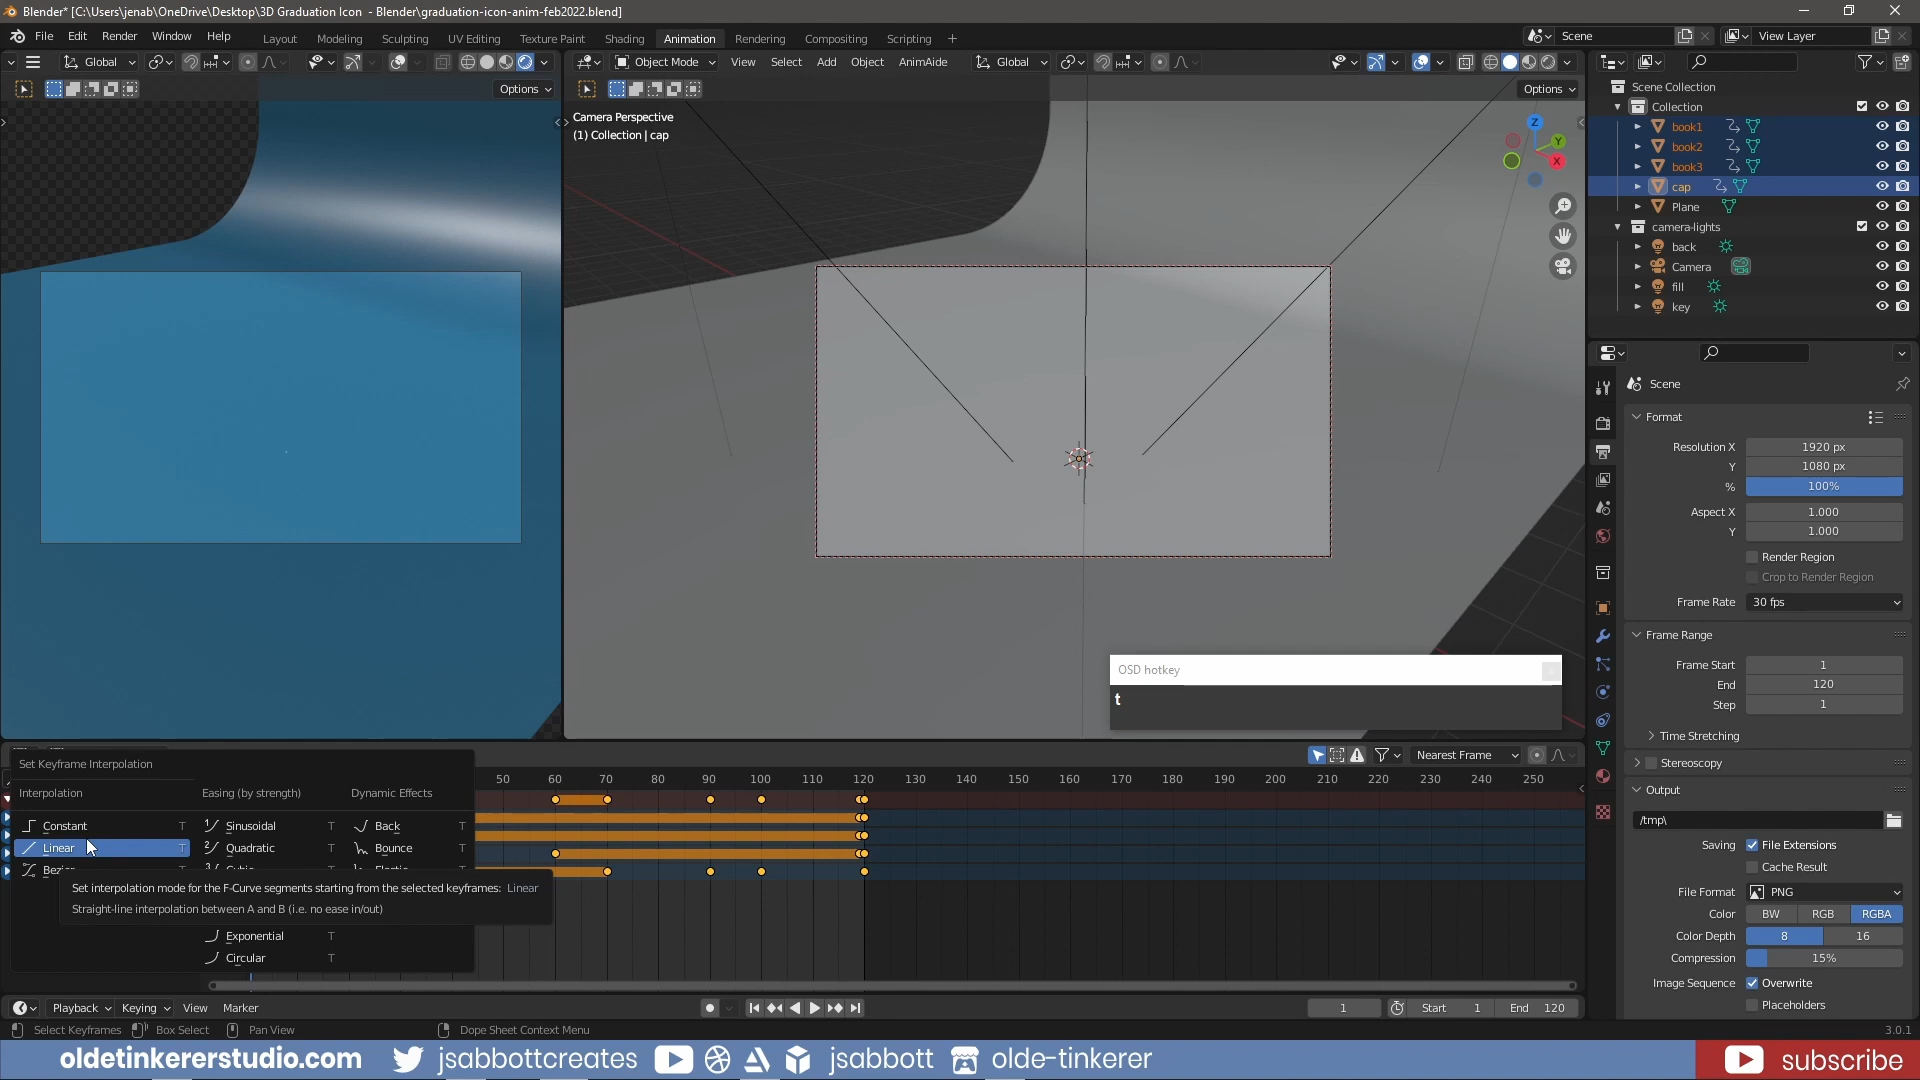 Blender* [C:\Users\jenab\OneDrive\Desktop\3D Graduation Icon - Blender\graduation-icon-anim-feb2022.blend]
File Edit Render Window Help Layout Modeling Sculpting UV Editing Texture Paint Shading Animation Rendering Compositing Scripting + Scene View Layer
Global Object Mode View Select Add Object AnimAide Global
Options Options
Camera Perspective
(1) Collection | cap
Z
Y
X
Scene Collection
Collection
book1
book2
book3
cap
Plane
camera-lights
back
Camera
fill
key
Scene
Format
Resolution X 1920 px
Y 1080 px
% 100%
Aspect X 1.000
Y 1.000
Render Region
Crop to Render Region
Frame Rate 30 fps
Frame Range
Frame Start 1
End 120
Step 1
Time Stretching
Stereoscopy
Output
/tmp\
Saving File Extensions
Cache Result
File Format PNG
Color BW RGB RGBA
Color Depth 8 16
Compression 15%
Image Sequence Overwrite
Placeholders
OSD hotkey
t
Nearest Frame
50 60 70 80 90 100 110 120 130 140 150 160 170 180 190 200 210 220 230 240 250
Set Keyframe Interpolation
Interpolation Easing (by strength) Dynamic Effects
Constant T Sinusoidal T Back T
Linear T Quadratic T Bounce T
Set interpolation mode for the F-Curve segments starting from the selected keyframes: Linear
Straight-line interpolation between A and B (i.e. no ease in/out)
Exponential T
Circular T
Playback Keying View Marker 1 Start 1 End 120
Select Keyframes Box Select Pan View Dope Sheet Context Menu 3.0.1
oldetinkererstudio.com jsabbottcreates jsabbott olde-tinkerer subscribe